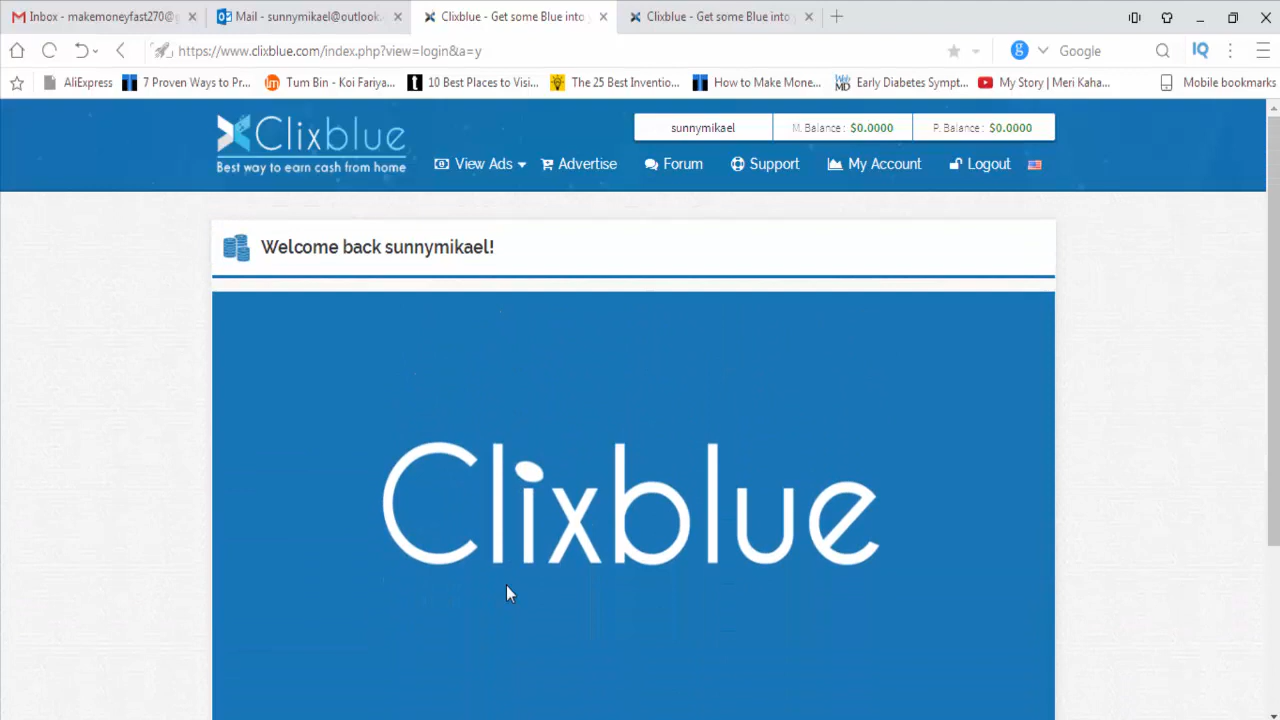 Inbox - makemoneyfast270@g
Mail - sunnymikael@outlook.
Clixblue - Get some Blue into
Clixblue - Get some Blue into
https://www.clixblue.com/index.php?view=login&a=y
g
Google
IQ
AliExpress
7 Proven Ways to Pr...
Tum Bin - Koi Fariya...
10 Best Places to Visi...
The 25 Best Inventio...
How to Make Mone...
Early Diabetes Sympt...
My Story | Meri Kaha...
Mobile bookmarks
Clixblue
Best way to earn cash from home
sunnymikael
M. Balance : $0.0000
P. Balance : $0.0000
View Ads
Advertise
Forum
Support
My Account
Logout
Welcome back sunnymikael!
Clixblue